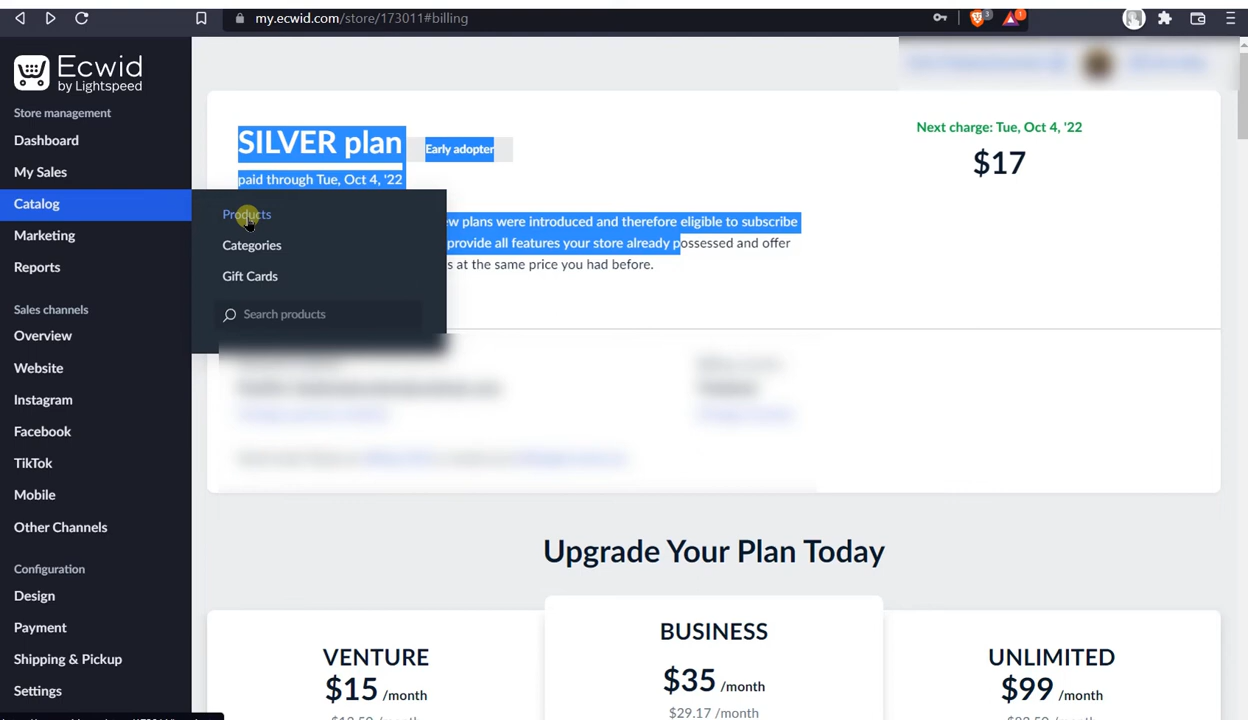 my.ecwid.com/store/173011#billing
3
1
Ecwid
by Lightspeed
Store management
Dashboard
My Sales
Catalog
Marketing
Reports
Sales channels
Overview
Website
Instagram
Facebook
TikTok
Mobile
Other Channels
Configuration
Design
Payment
Shipping & Pickup
Settings
Products
Categories
Gift Cards
Search products
SILVER plan
Early adopter
paid through Tue, Oct 4, '22
Next charge: Tue, Oct 4, '22
$17
plans were introduced and therefore eligible to subscribe
provide all features your store already possessed and offer
at the same price you had before.
Upgrade Your Plan Today
VENTURE
$15 /month
BUSINESS
$35 /month
$29.17 /month
UNLIMITED
$99 /month